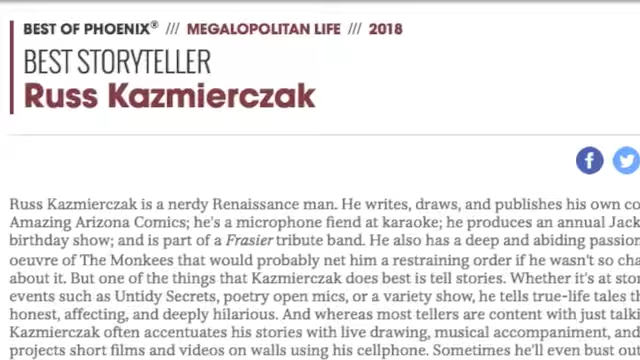 BEST OF PHOENIX® /// MEGALOPOLITAN LIFE /// 2018
BEST STORYTELLER
Russ Kazmierczak
f
Russ Kazmierczak is a nerdy Renaissance man. He writes, draws, and publishes his own
Amazing Arizona Comics; he's a microphone fiend at karaoke; he produces an annual Jack
birthday show; and is part of a Frasier tribute band. He also has a deep and abiding passion
oeuvre of The Monkees that would probably net him a restraining order if he wasn't so
about it. But one of the things that Kazmierczak does best is tell stories. Whether it's at
events such as Untidy Secrets, poetry open mics, or a variety show, he tells true-life tales
honest, affecting, and deeply hilarious. And whereas most tellers are content with just
Kazmierczak often accentuates his stories with live drawing, musical accompaniment, and
projects short films and videos on walls using his cellphone. Sometimes he'll even bust